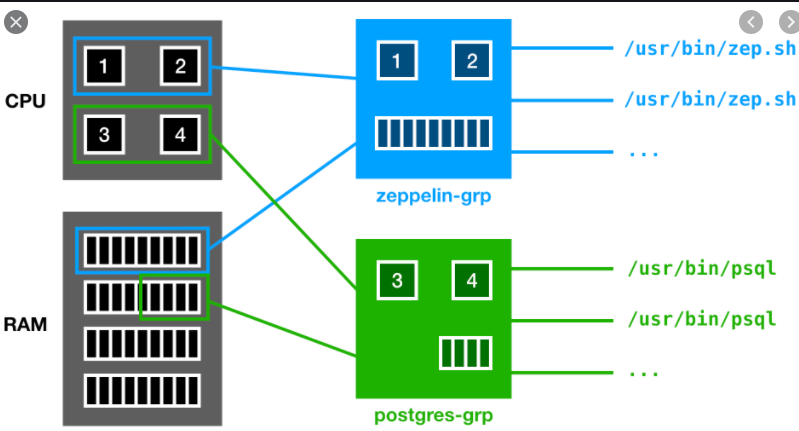 CPU
1 2
3 4
RAM
1 2
zeppelin-grp
/usr/bin/zep.sh
/usr/bin/zep.sh
...
3 4
postgres-grp
/usr/bin/psql
/usr/bin/psql
...